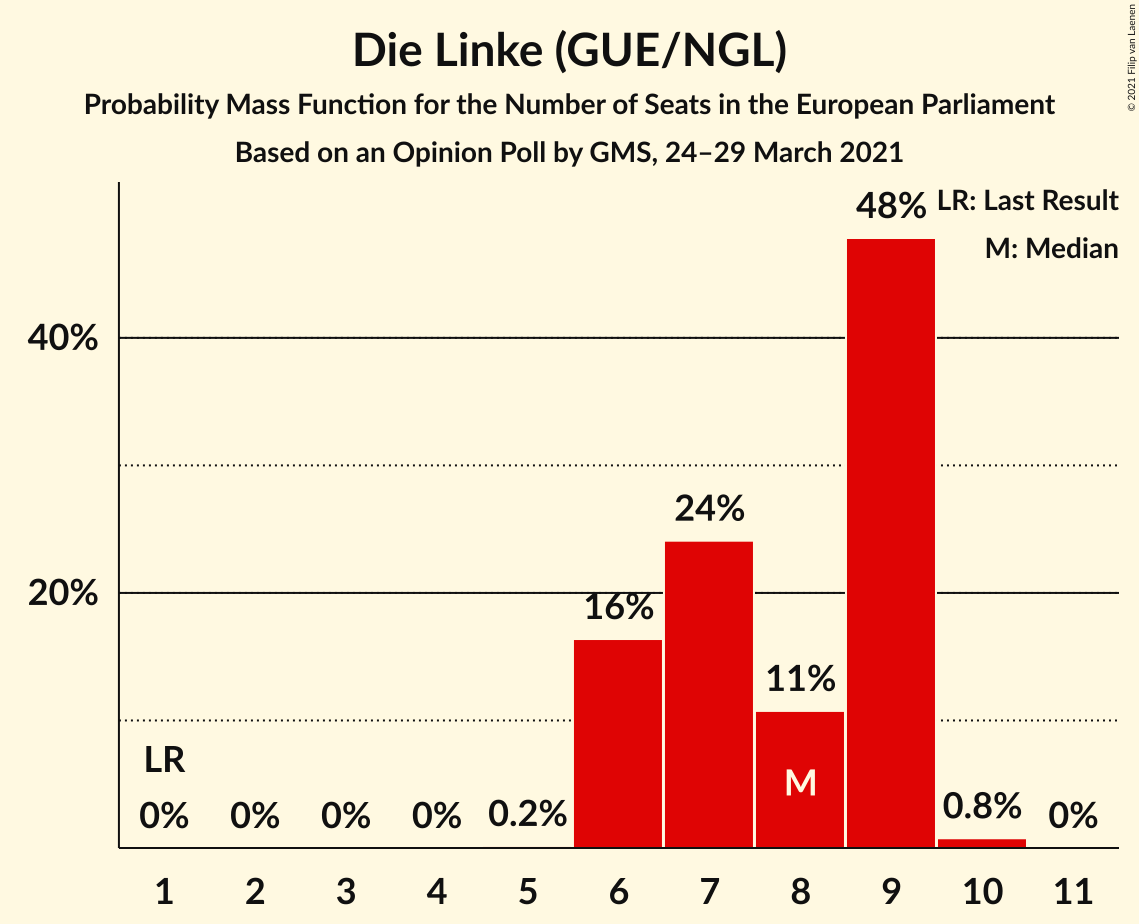 Die Linke (GUE/NGL)
Probability Mass Function for the Number of Seats in the European Parliament
Based on an Opinion Poll by GMS, 24–29 March 2021
© 2021 Filip van Laenen
LR: Last Result
M: Median
48%
40%
24%
20%
16%
11%
LR
M
0%
0%
0%
0%
0.2%
0.8%
0%
1 2 3 4 5 6 7 8 9 10 11